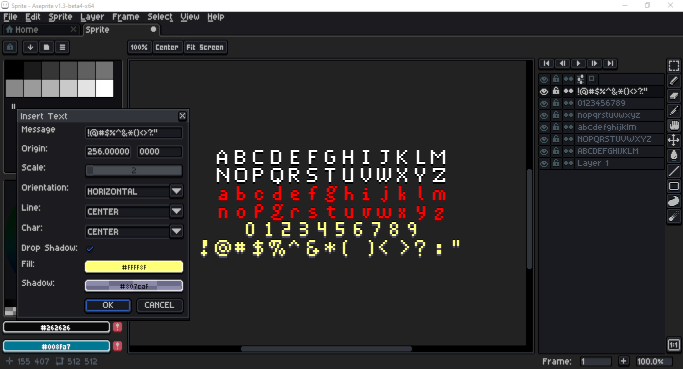 Sprite - Aseprite v1.3-beta4-x64
File Edit Sprite Layer Frame Select View Help
Home Sprite
100% Center Fit Screen
Insert Text
Message !@#$%^&*()<>?:"
Origin: 256.00000 0000
Scale: 2
Orientation: HORIZONTAL
Line: CENTER
Char: CENTER
Drop Shadow:
Fill: #FFFF8F
Shadow:
OK CANCEL
#262626
#008fa7
155 407 512 512
ABCDEFGHIJKLM
NOPQRSTUVWXYZ
abcdefghijklm
nopqrstuvwxyz
0123456789
!@#$%^&*( )< >?:"
!@#$%^&*()<>?:"
0123456789
nopqrstuvwxyz
abcdefghijklm
NOPQRSTUVWXYZ
ABCDEFGHIJKLM
Layer 1
1:1
Frame: 1 + 100.0%